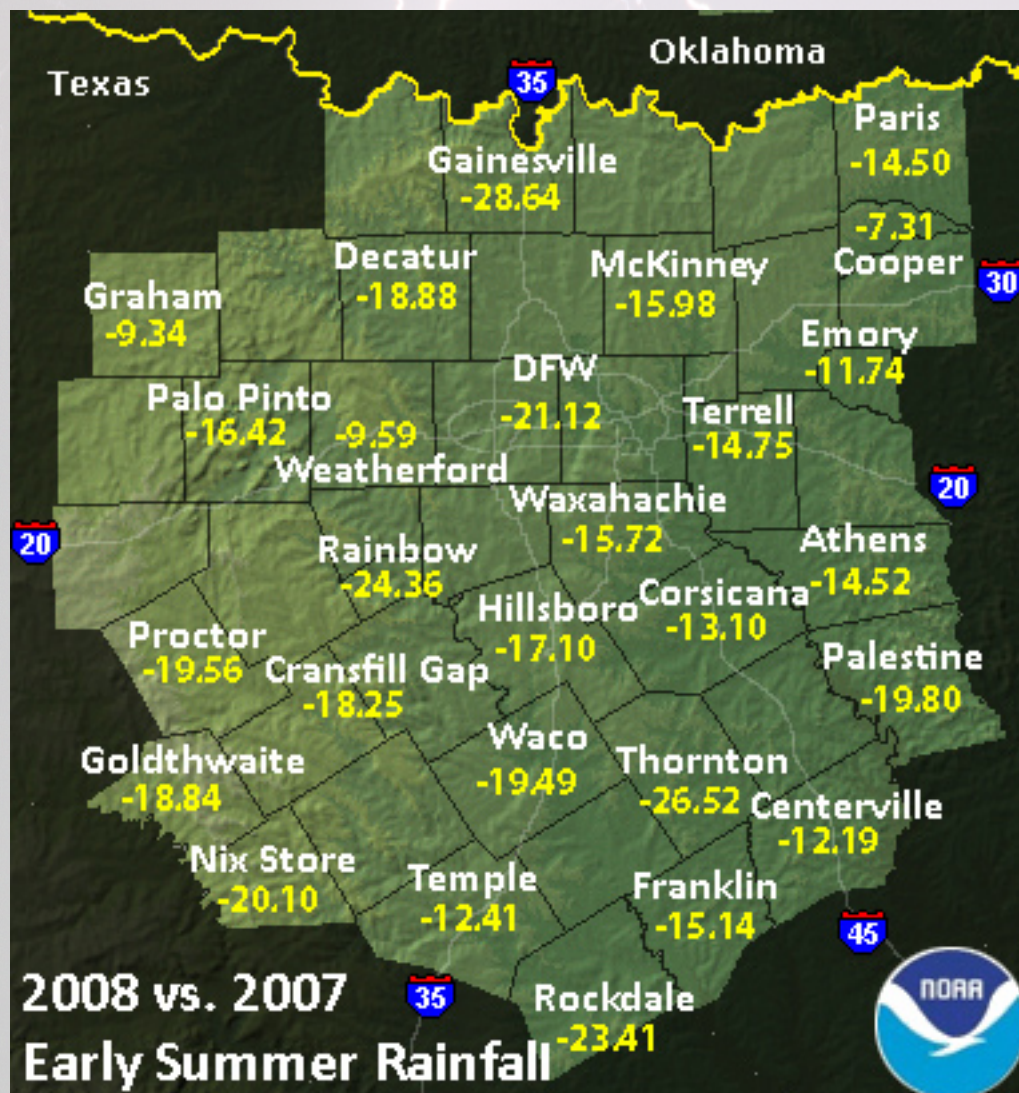 Oklahoma
Texas
35
Paris
-14.50
Gainesville
-28.64
-7.31
Cooper
Decatur
-18.88
McKinney
-15.98
30
Graham
-9.34
Emory
-11.74
DFW
-21.12
Palo Pinto
-16.42
-9.59
Weatherford
Terrell
-14.75
20
Waxahachie
-15.72
20
Rainbow
-24.36
Athens
-14.52
Hillsboro
-17.10
Corsicana
-13.10
Proctor
-19.56
Cransfill Gap
-18.25
Palestine
-19.80
Waco
-19.49
Goldthwaite
-18.84
Thornton
-26.52
Centerville
-12.19
Nix Store
-20.10
Temple
-12.41
Franklin
-15.14
45
2008 vs. 2007
Early Summer Rainfall
35
Rockdale
-23.41
NOAA